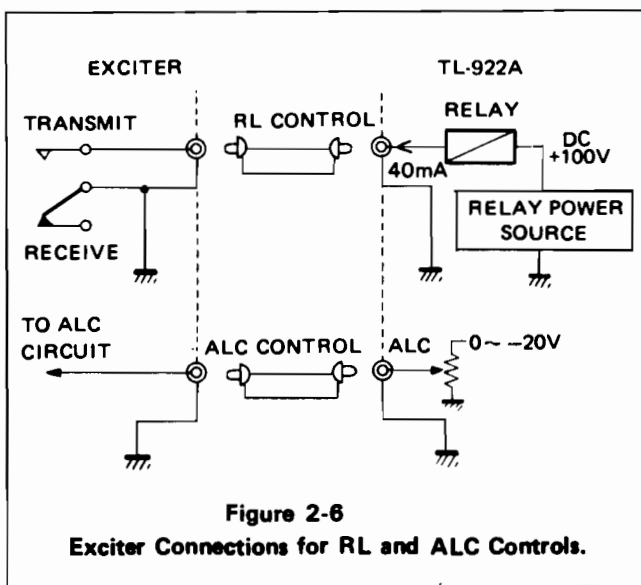 EXCITER
TL-922A
TRANSMIT
RL CONTROL
RELAY
DC
+100V
40mA
RELAY POWER
SOURCE
RECEIVE
TO ALC
CIRCUIT
ALC CONTROL
ALC
0~ -20V
Figure 2-6
Exciter Connections for RL and ALC Controls.